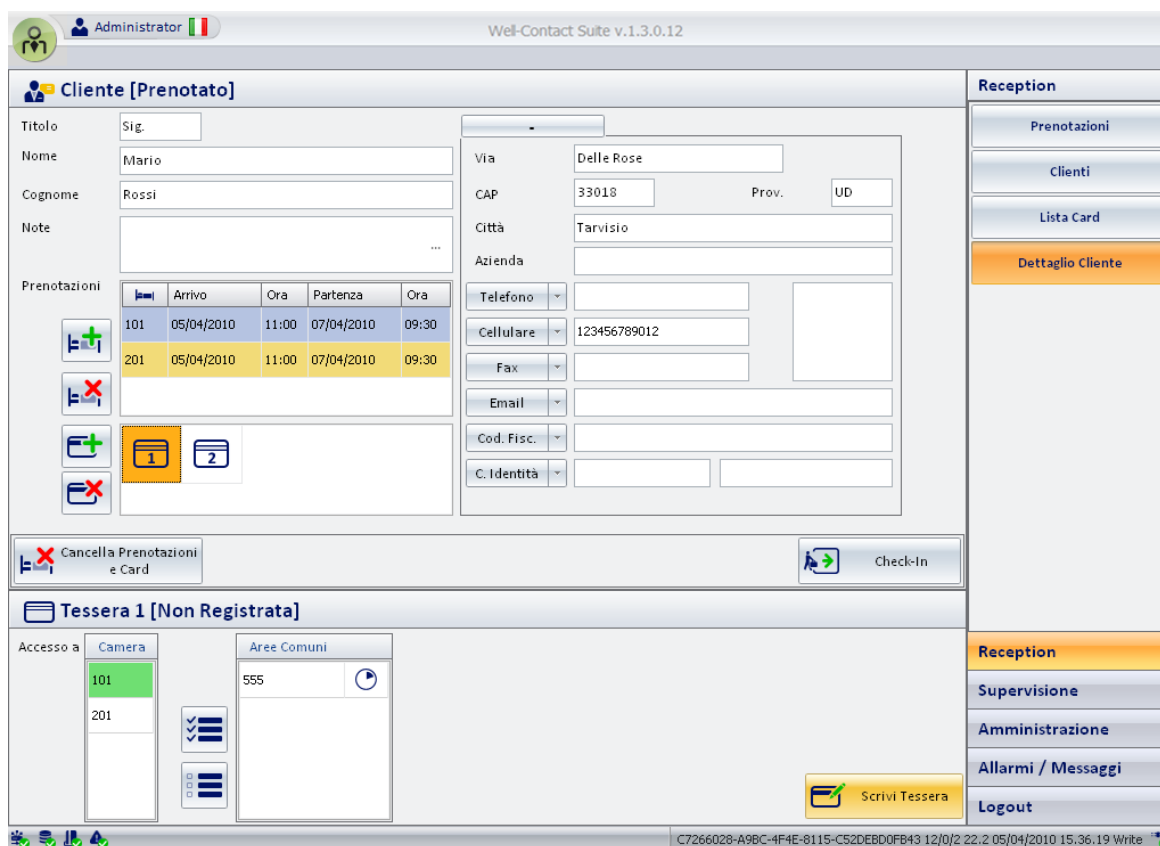 Administrator
Well-Contact Suite v.1.3.0.12
Cliente [Prenotato]
Titolo Sig.
Nome Mario
Cognome Rossi
Note
...
Prenotazioni
Arrivo Ora Partenza Ora
101 05/04/2010 11:00 07/04/2010 09:30
201 05/04/2010 11:00 07/04/2010 09:30
1 2
-
Via Delle Rose
CAP 33018 Prov. UD
Città Tarvisio
Azienda
Telefono
Cellulare 123456789012
Fax
Email
Cod. Fisc.
C. Identità
Cancella Prenotazioni
e Card
Check-In
Tessera 1 [Non Registrata]
Accesso a Camera Aree Comuni
101 555
201
Scrivi Tessera
Reception
Prenotazioni
Clienti
Lista Card
Dettaglio Cliente
Reception
Supervisione
Amministrazione
Allarmi / Messaggi
Logout
C7266028-A9BC-4F4E-8115-C52DEBD0FB43 12/0/2 22.2 05/04/2010 15.36.19 Write